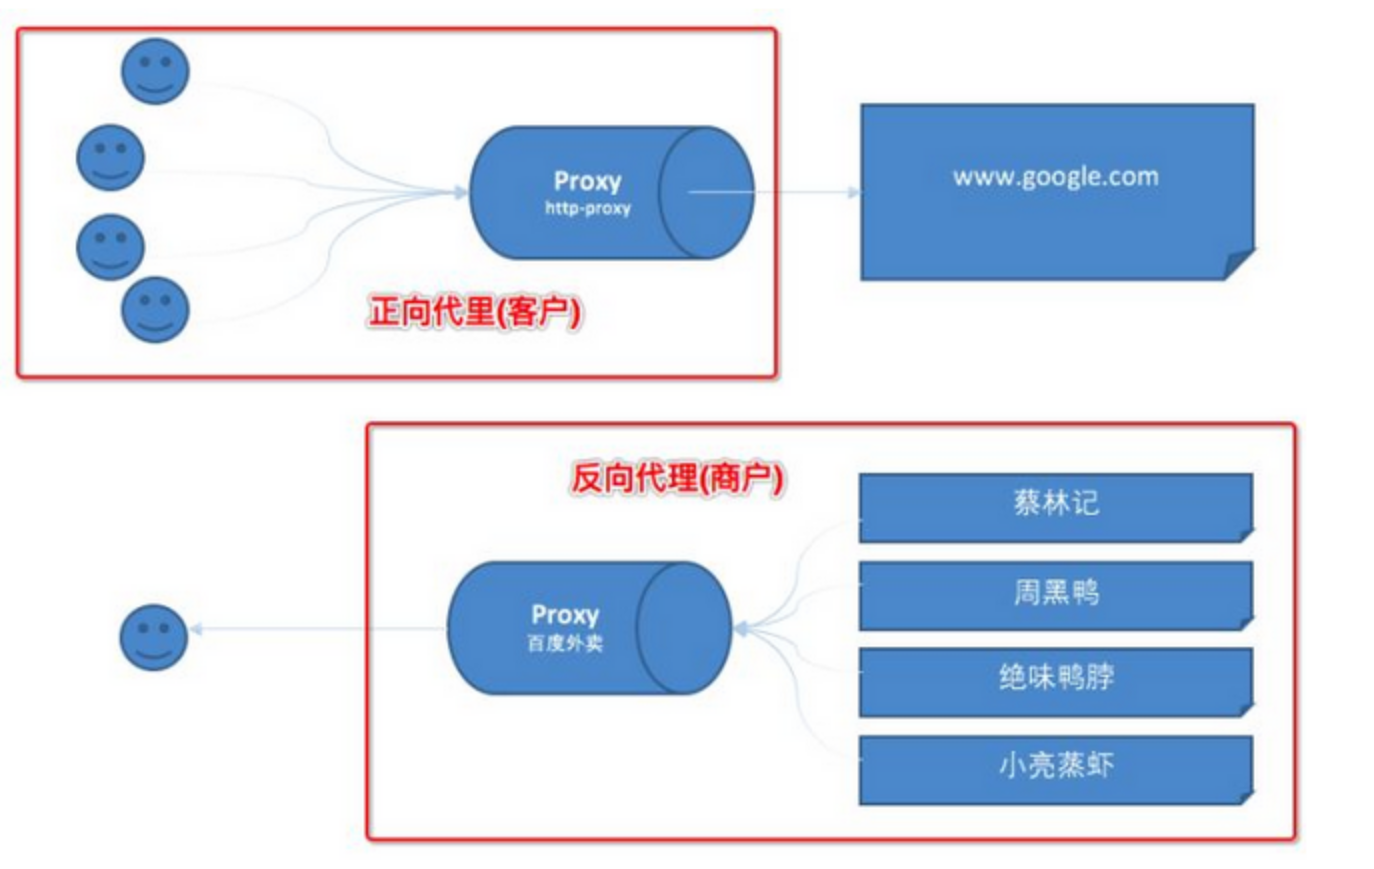 Proxy
http-proxy
www.google.com
正向代里(客户)
反向代理(商户)
蔡林记
周黑鸭
Proxy
百度外卖
绝味鸭脖
小亮蒸虾